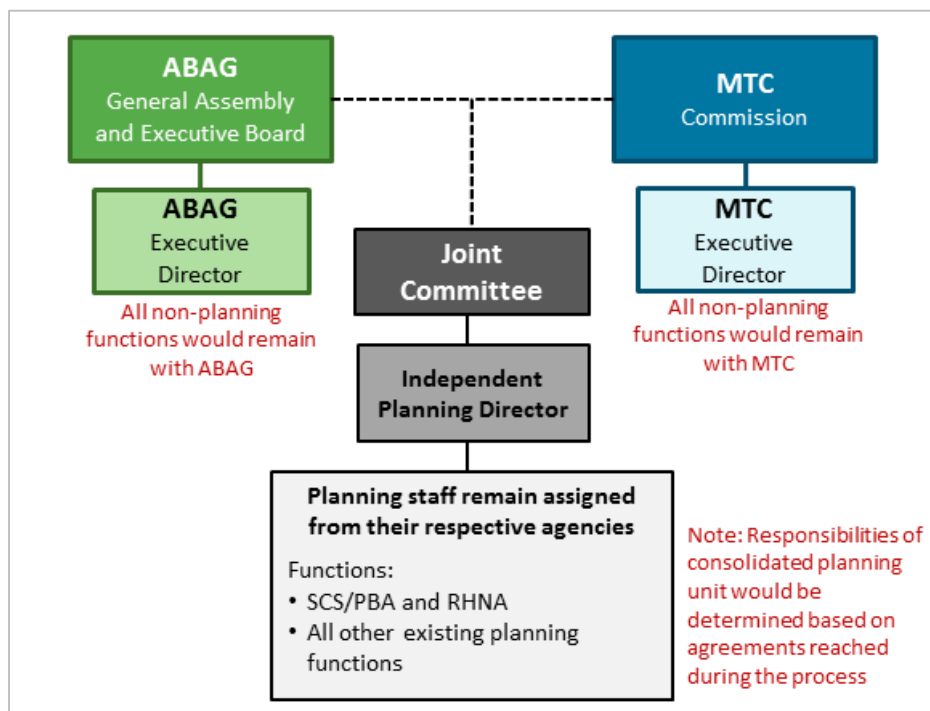 ABAG
General Assembly
and Executive Board
MTC
Commission
ABAG
Executive
Director
MTC
Executive
Director
All non-planning
functions would remain
with ABAG
All non-planning
functions would remain
with MTC
Joint
Committee
Independent
Planning Director
Planning staff remain assigned
from their respective agencies
Functions:
• SCS/PBA and RHNA
• All other existing planning
functions
Note: Responsibilities of
consolidated planning
unit would be
determined based on
agreements reached
during the process